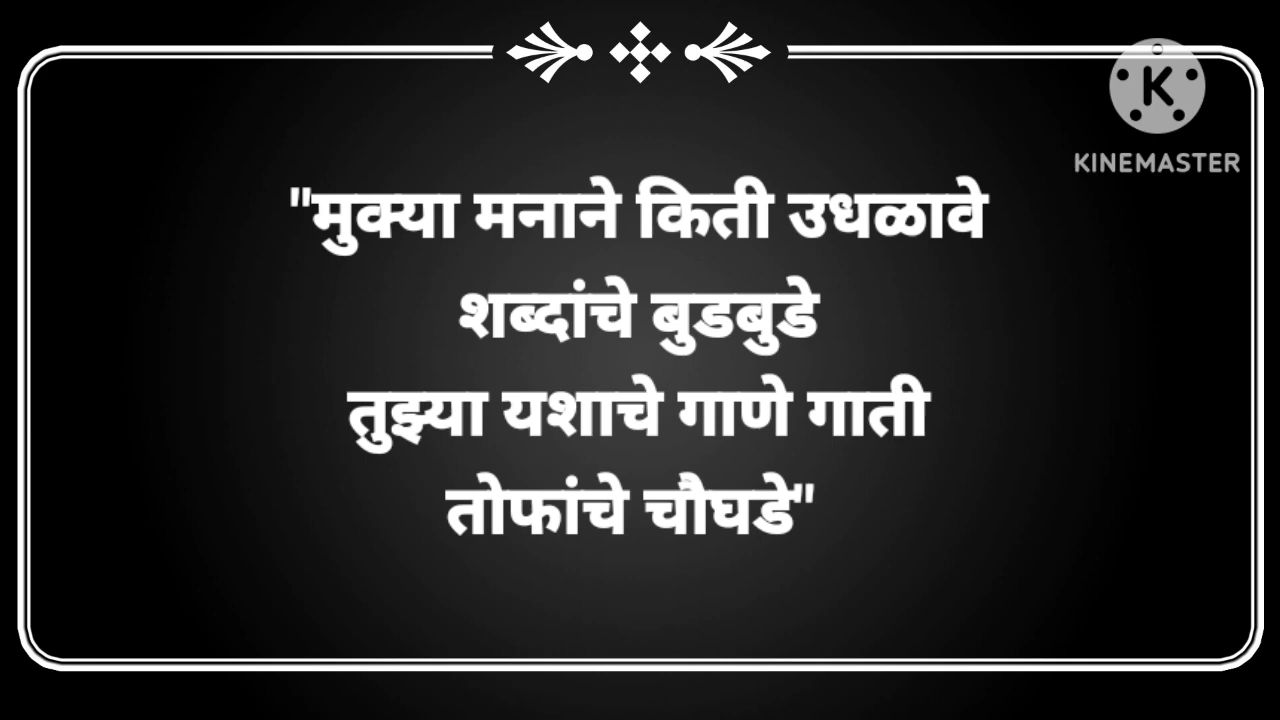 KINEMASTER
"मुक्या मनाने किती उधळावे
शब्दांचे बुडबुडे
तुझ्या यशाचे गाणे गाती
तोफांचे चौघडे"